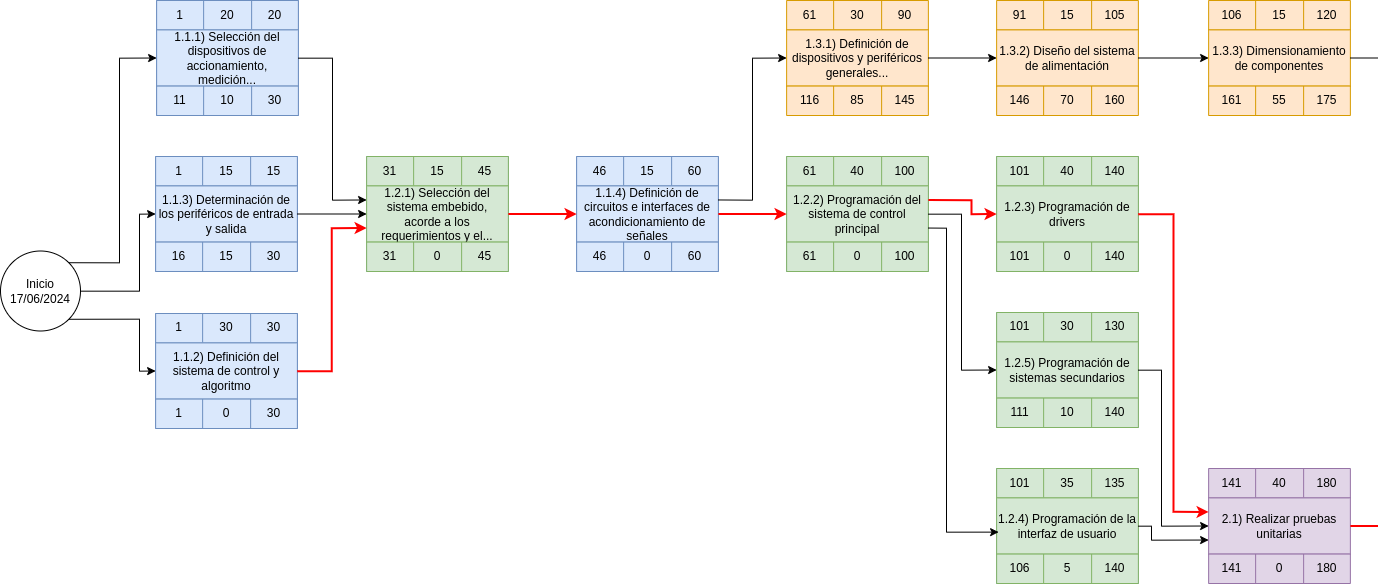 1 20 20
1.1.1) Selección del
dispositivos de
accionamiento,
medición...
11 10 30
61 30 90
1.3.1) Definición de
dispositivos y periféricos
generales...
116 85 145
91 15 105
1.3.2) Diseño del sistema
de alimentación
146 70 160
106 15 120
1.3.3) Dimensionamiento
de componentes
161 55 175
1 15 15
1.1.3) Determinación de
los periféricos de entrada
y salida
16 15 30
31 15 45
1.2.1) Selección del
sistema embebido,
acorde a los
requerimientos y el...
31 0 45
46 15 60
1.1.4) Definición de
circuitos e interfaces de
acondicionamiento de
señales
46 0 60
61 40 100
1.2.2) Programación del
sistema de control
principal
61 0 100
101 40 140
1.2.3) Programación de
drivers
101 0 140
Inicio
17/06/2024
1 30 30
1.1.2) Definición del
sistema de control y
algoritmo
1 0 30
101 30 130
1.2.5) Programación de
sistemas secundarios
111 10 140
101 35 135
1.2.4) Programación de la
interfaz de usuario
106 5 140
141 40 180
2.1) Realizar pruebas
unitarias
141 0 180